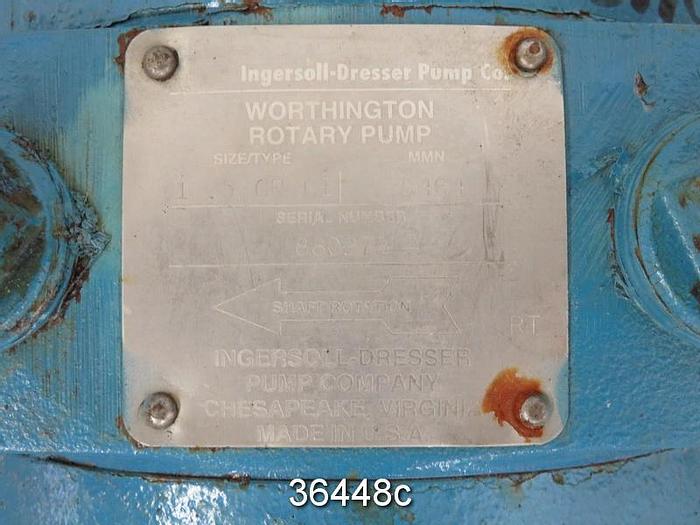 Ingersoll-Dresser Pump Co.
WORTHINGTON
ROTARY PUMP
SIZE/TYPE MMN
SERIAL NUMBER
SHAFT ROTATION
RT
INGERSOLL-DRESSER
PUMP COMPANY
CHESAPEAKE, VIRGINIA
MADE IN U.S.A
36448c